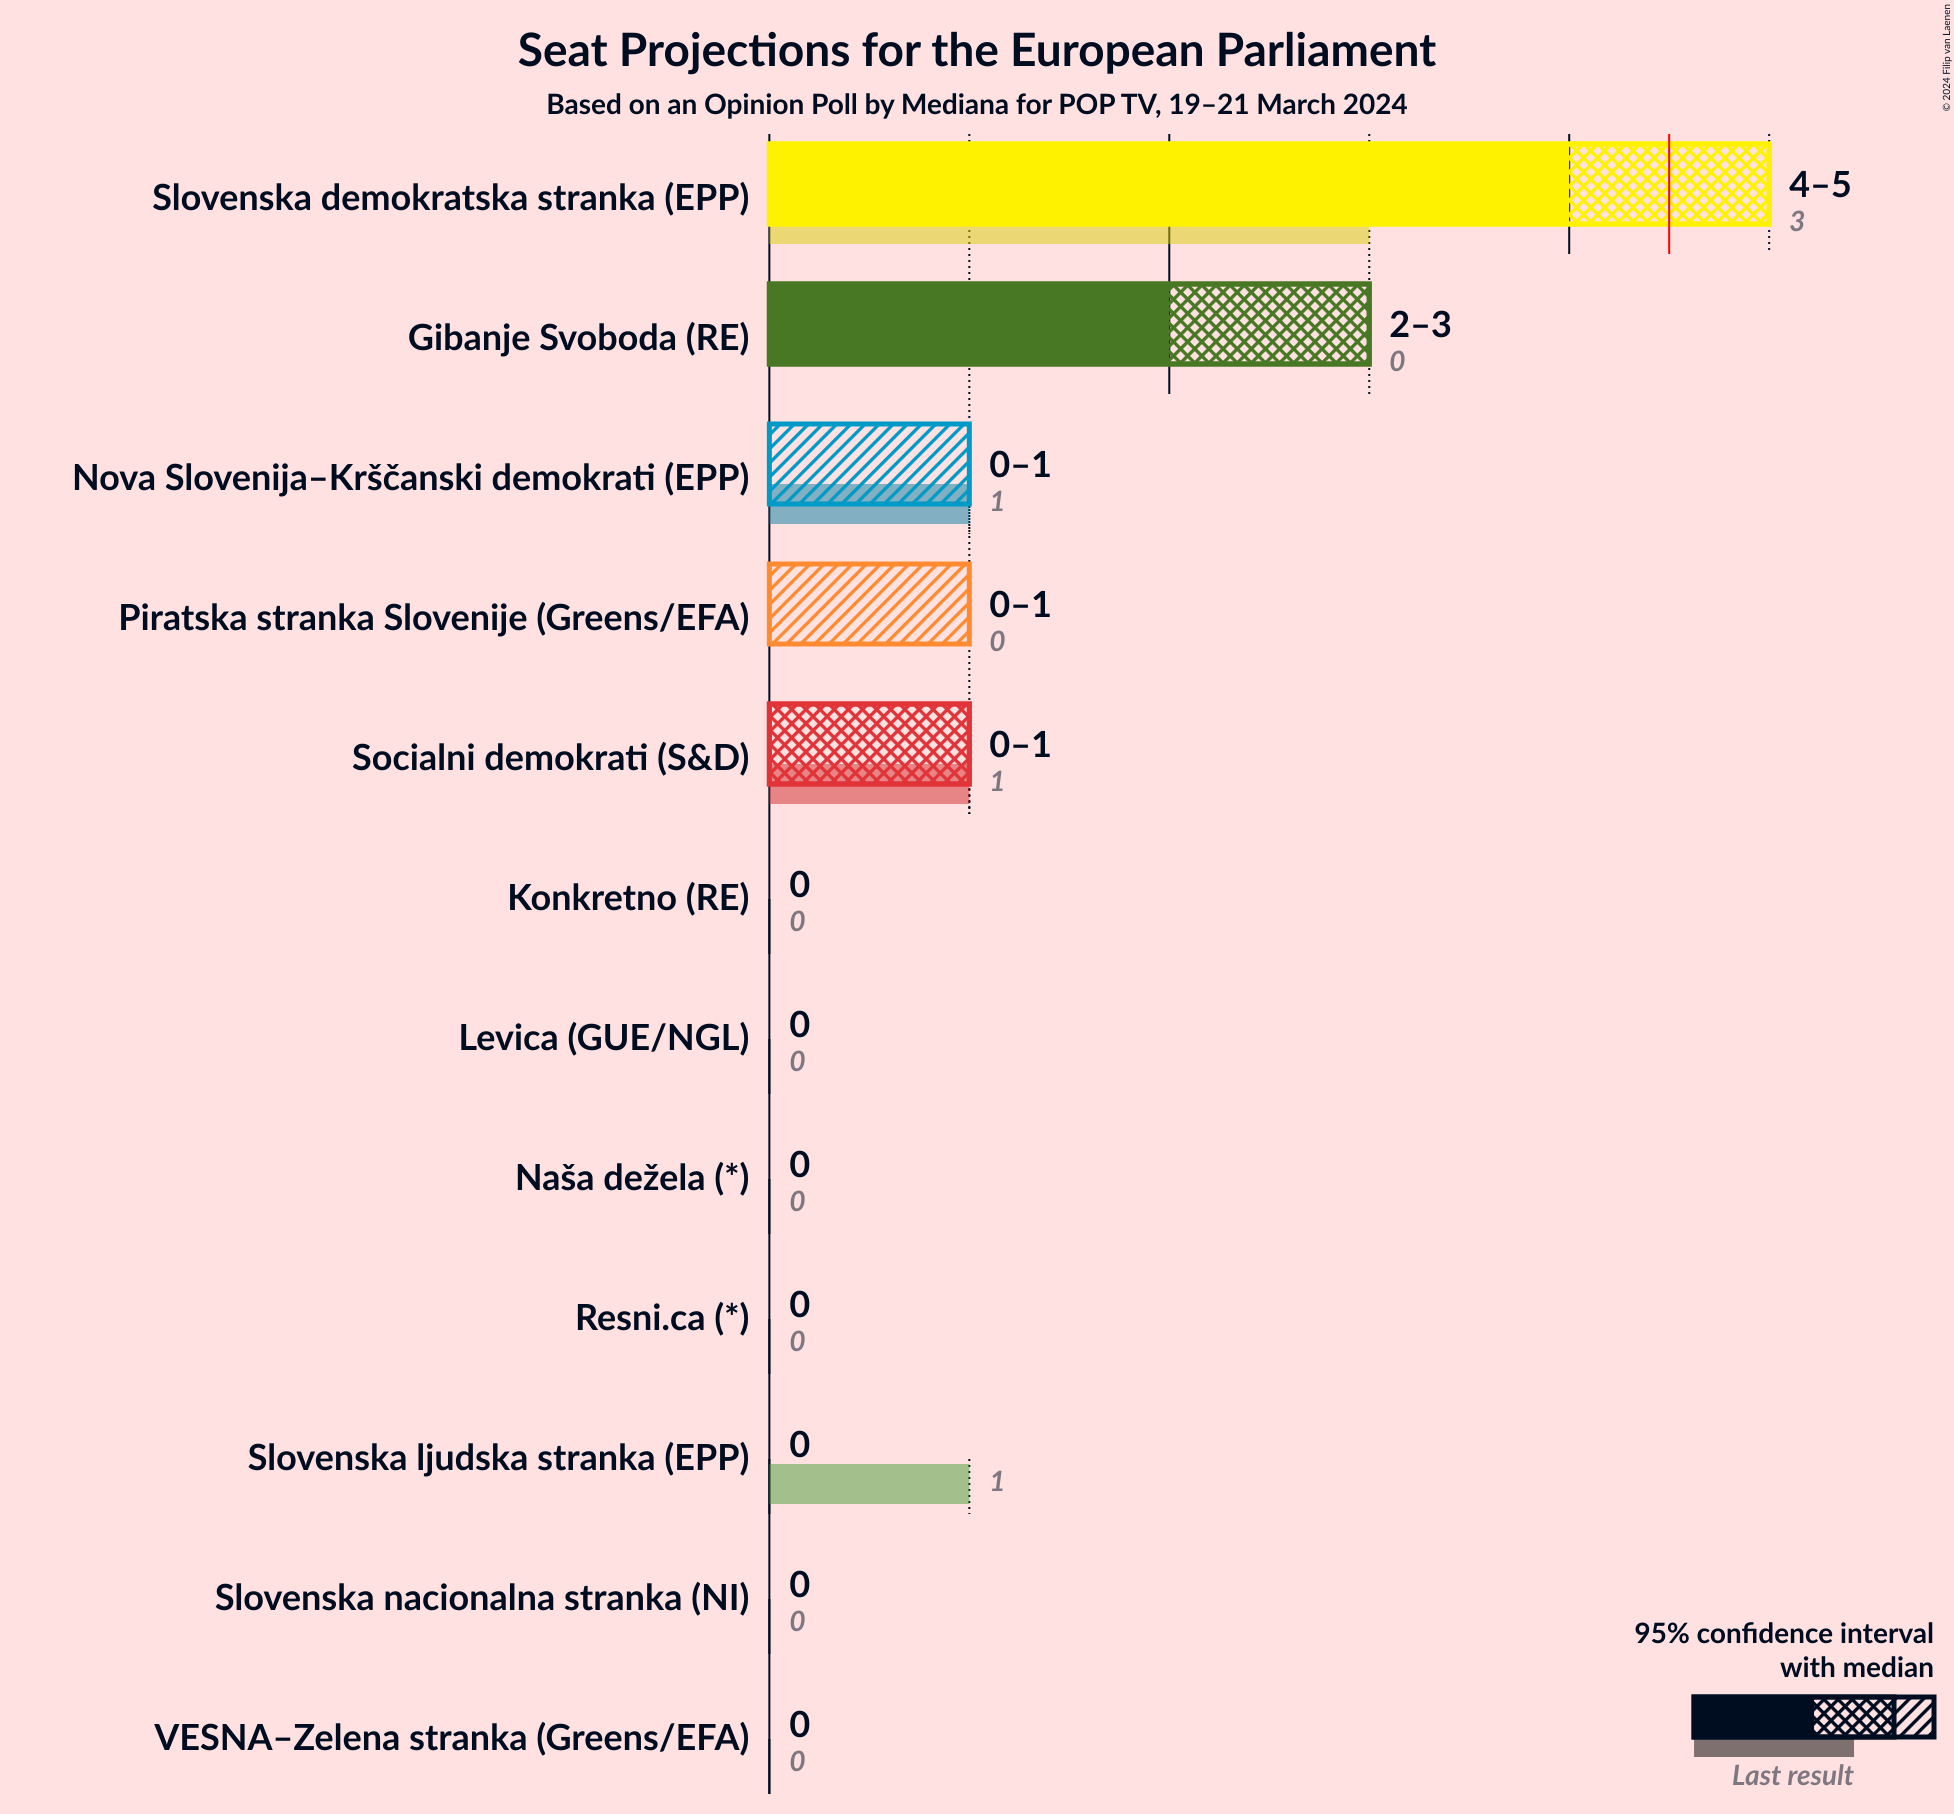 Seat Projections for the European Parliament
Based on an Opinion Poll by Mediana for POP TV, 19–21 March 2024
© 2024 Filip van Laenen
Slovenska demokratska stranka (EPP)
4–5
3
Gibanje Svoboda (RE)
2–3
0
Nova Slovenija–Krščanski demokrati (EPP)
0–1
1
Piratska stranka Slovenije (Greens/EFA)
0–1
0
Socialni demokrati (S&D)
0–1
1
Konkretno (RE)
0
0
Levica (GUE/NGL)
0
0
Naša dežela (*)
0
0
Resni.ca (*)
0
0
Slovenska ljudska stranka (EPP)
0
1
Slovenska nacionalna stranka (NI)
0
0
VESNA–Zelena stranka (Greens/EFA)
0
0
95% confidence interval
with median
Last result